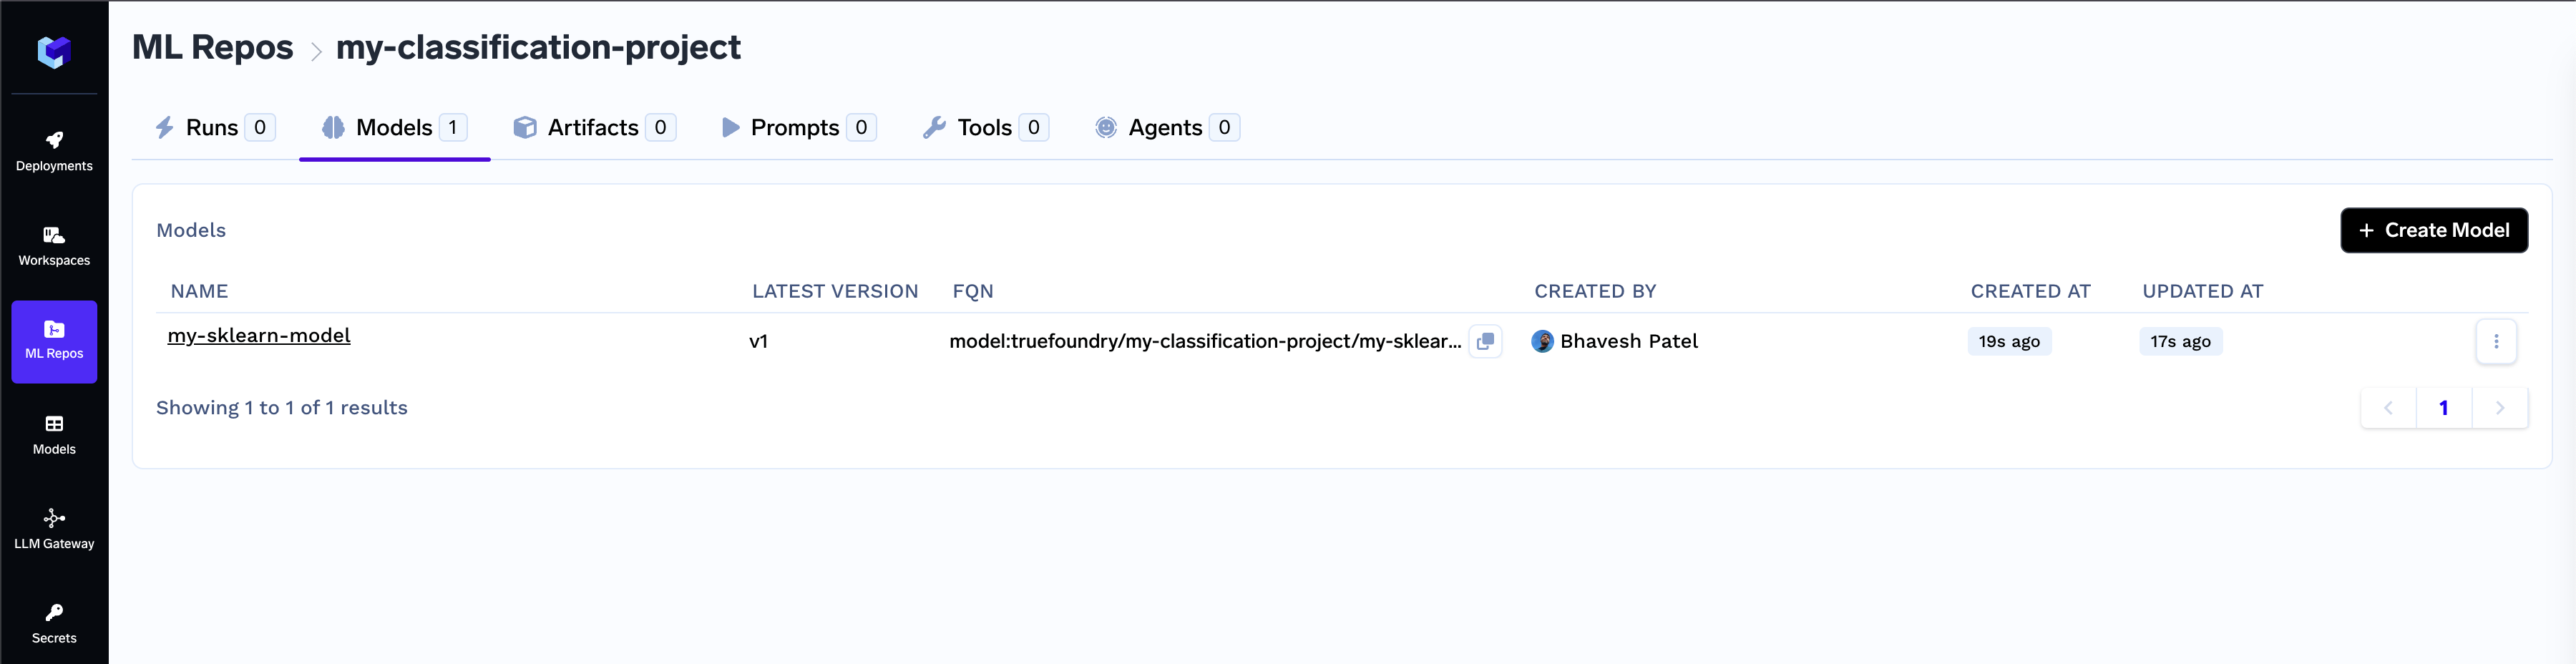 ML Repos > my-classification-project
Runs 0 Models 1 Artifacts 0 Prompts 0 Tools 0 Agents 0
Deployments
Workspaces
ML Repos
Models
LLM Gateway
Secrets
Models
+ Create Model
NAME LATEST VERSION FQN CREATED BY CREATED AT UPDATED AT
my-sklearn-model v1 model:truefoundry/my-classification-project/my-sklear... Bhavesh Patel 19s ago 17s ago
Showing 1 to 1 of 1 results
< 1 >